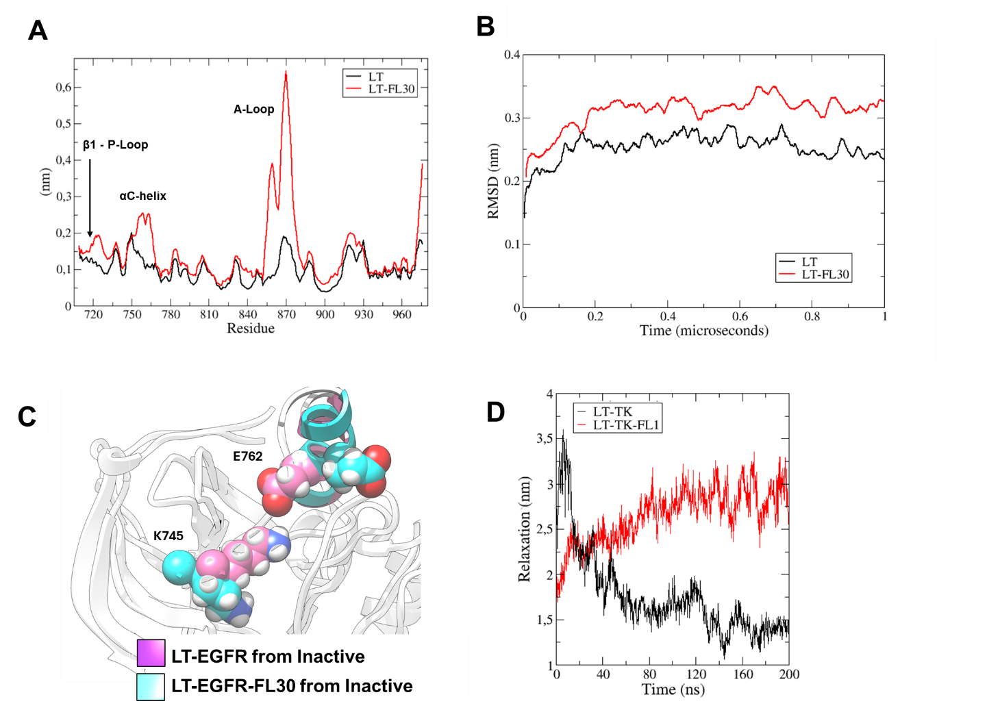 A
(nm)
0,6
0,5
0,4
0,3
0,2
0,1
0
720 750 780 810 840 870 900 930 960
Residue
LT
LT-FL30
A-Loop
β1 - P-Loop
αC-helix
B
RMSD (nm)
0.4
0.3
0.2
0.1
0
0 0.2 0.4 0.6 0.8 1
Time (microseconds)
LT
LT-FL30
C
E762
K745
LT-EGFR from Inactive
LT-EGFR-FL30 from Inactive
D
Relaxation (nm)
4
3,5
3
2,5
2
1,5
1
0 40 80 120 160 200
Time (ns)
LT-TK
LT-TK-FL1